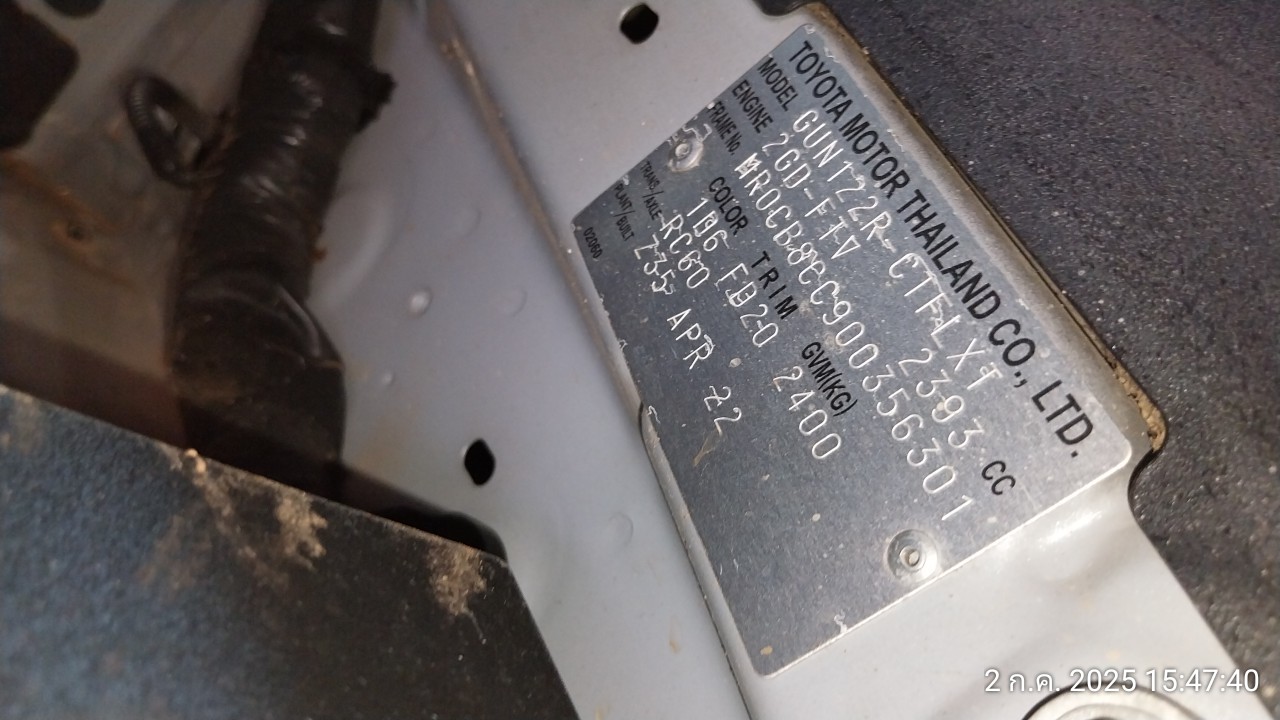 TOYOTA MOTOR THAILAND CO., LTD.
MODEL GUN122R-CTFLXT
ENGINE 2GD-FTV 2393 CC
FRAME No. MR0CB8CC900356301
COLOR TRIM GVM(KG)
1D6 FB20 2400
TRANS/AXLE RC60
PLANT/BUILT Z35 APR 22
02060
2 ก.ค. 2025 15:47:40